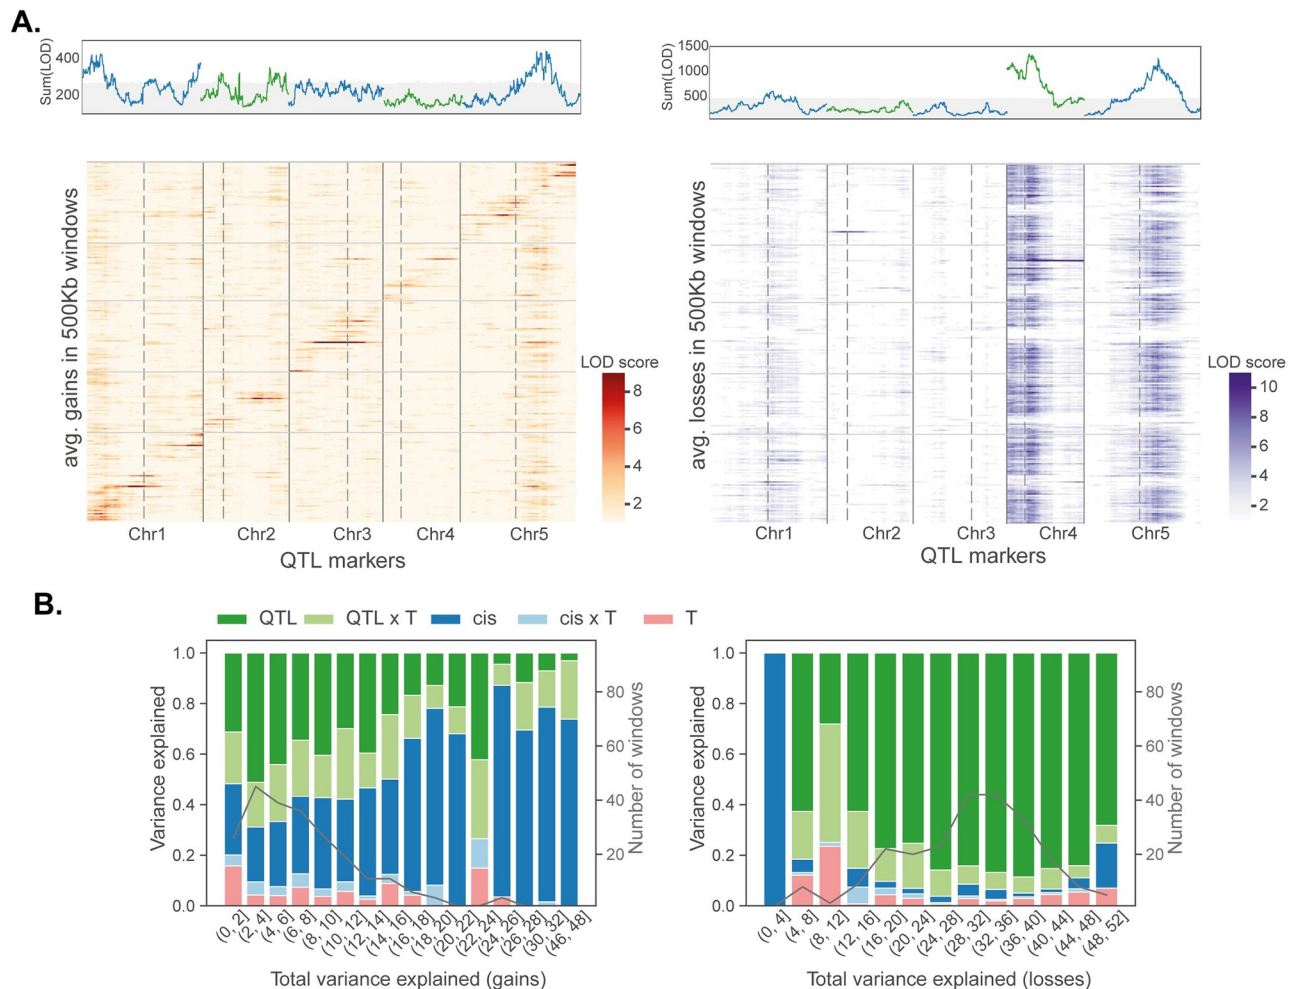 A.
Sum(LOD)
400
200
Sum(LOD)
1500
1000
500
avg. gains in 500Kb windows
LOD score
8
6
4
2
Chr1 Chr2 Chr3 Chr4 Chr5
QTL markers
avg. losses in 500Kb windows
LOD score
10
8
6
4
2
Chr1 Chr2 Chr3 Chr4 Chr5
QTL markers
B.
QTL QTL x T cis cis x T T
Variance explained
1.0
0.8
0.6
0.4
0.2
0.0
80
60
40
20
Number of windows
(0, 2] (2, 4] (4, 6] (6, 8] (8, 10] (10, 12] (12, 14] (14, 16] (16, 18] (18, 20] (20, 22] (22, 24] (24, 26] (26, 28] (30, 32] (46, 48]
Total variance explained (gains)
Variance explained
1.0
0.8
0.6
0.4
0.2
0.0
80
60
40
20
Number of windows
(0, 4] (4, 8] (8, 12] (12, 16] (16, 20] (20, 24] (24, 28] (28, 32] (32, 36] (36, 40] (40, 44] (44, 48] (48, 52]
Total variance explained (losses)